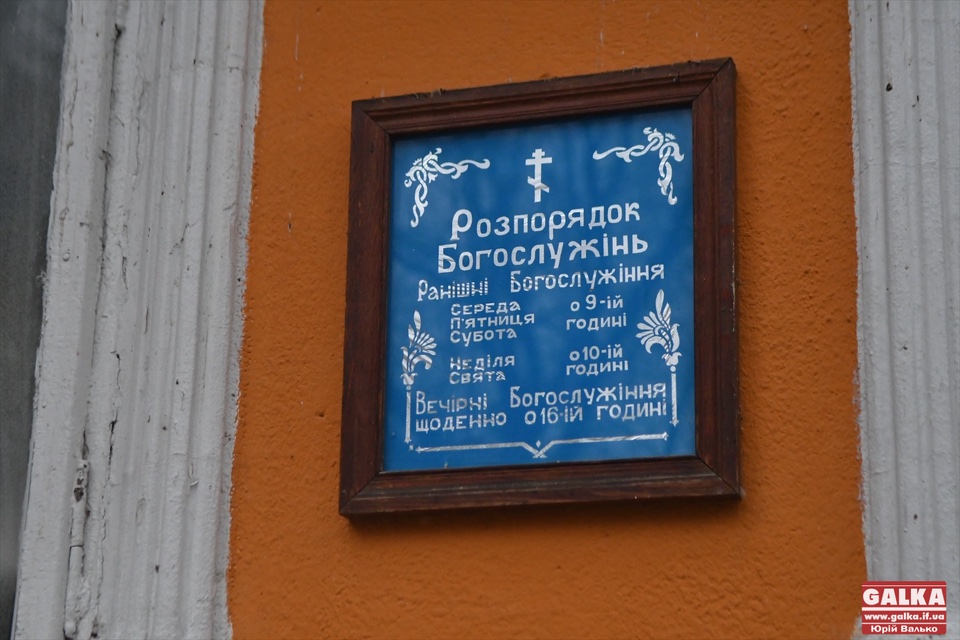 Розпорядок
Богослужінь
Ранішні Богослужіння
Середа
П'ятниця
Субота
о 9-ій
годині
Неділя
Свята
о 10-ій
годині
Вечірні Богослужіння
щоденно о 16-ій годині
GALKA
www.galka.if.ua
Юрій Валько